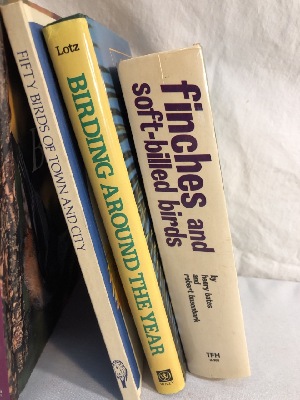 FIFTY BIRDS OF TOWN AND CITY
Lotz
BIRDING AROUND THE YEAR
finches and
soft-billed birds
by
henry bates
and
robert busenbark
TFH